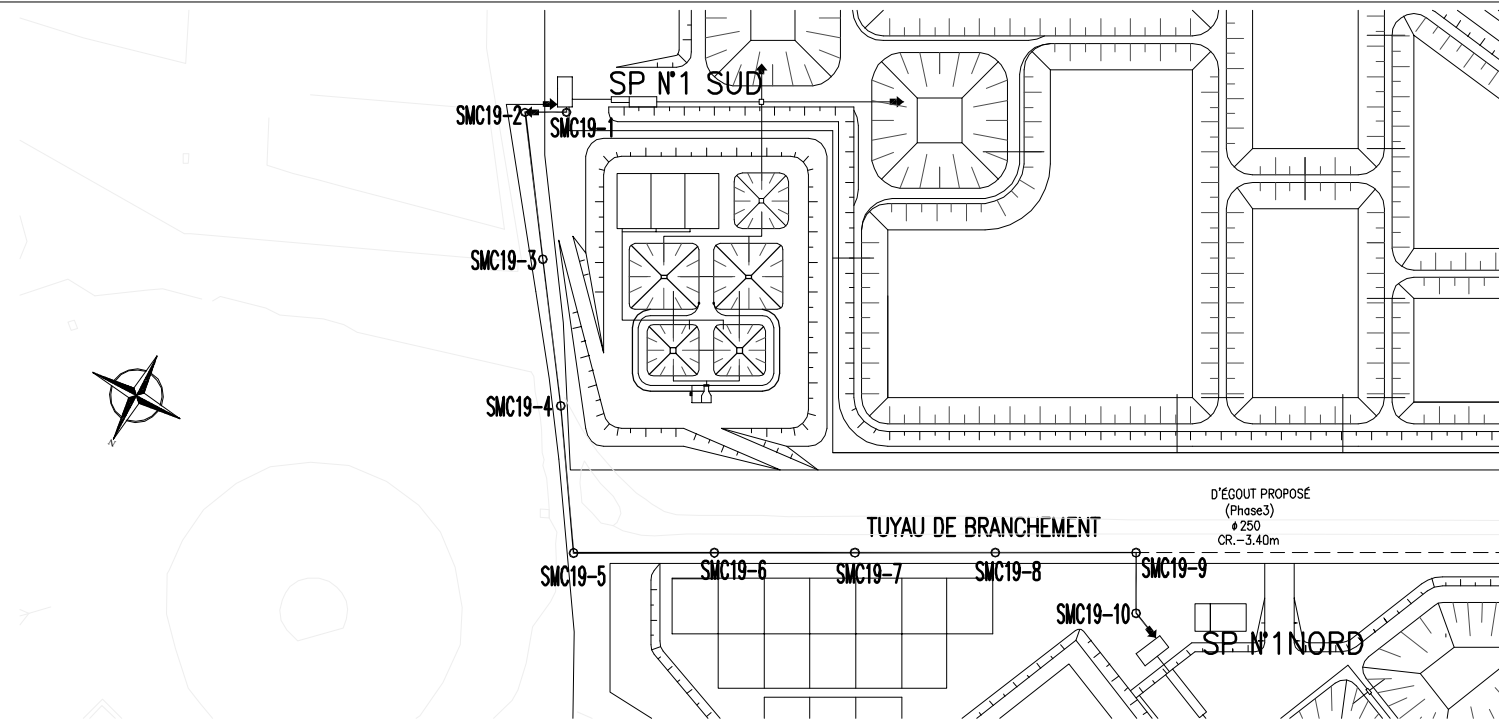 SP N°1 SUD
SMC19-2
SMC19-1
SMC19-3
SMC19-4
N
D'ÉGOUT PROPOSÉ
(Phase3)
ø250
CR.-3.40m
TUYAU DE BRANCHEMENT
SMC19-5
SMC19-6
SMC19-7
SMC19-8
SMC19-9
SMC19-10
SP N°1NORD